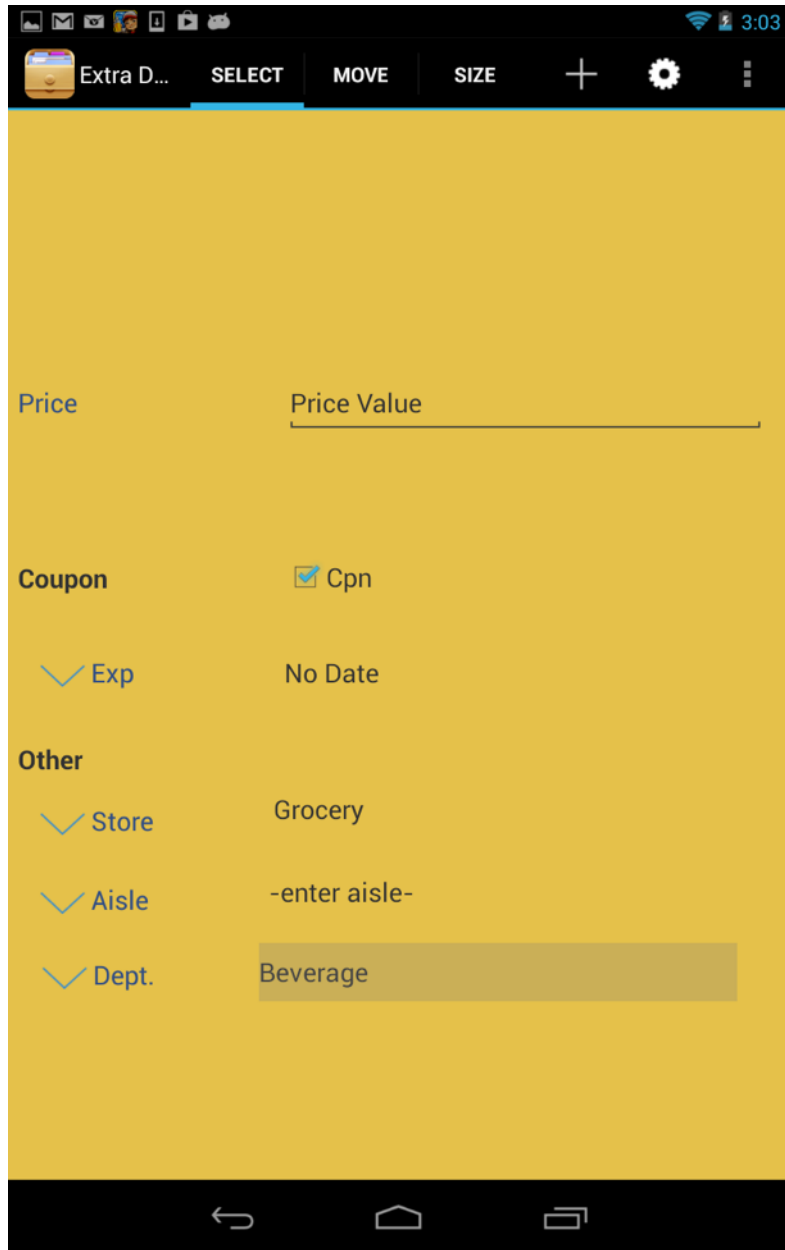 3:03
Extra D... SELECT MOVE SIZE
Price Price Value
Coupon Cpn
Exp No Date
Other
Store Grocery
Aisle -enter aisle-
Dept. Beverage